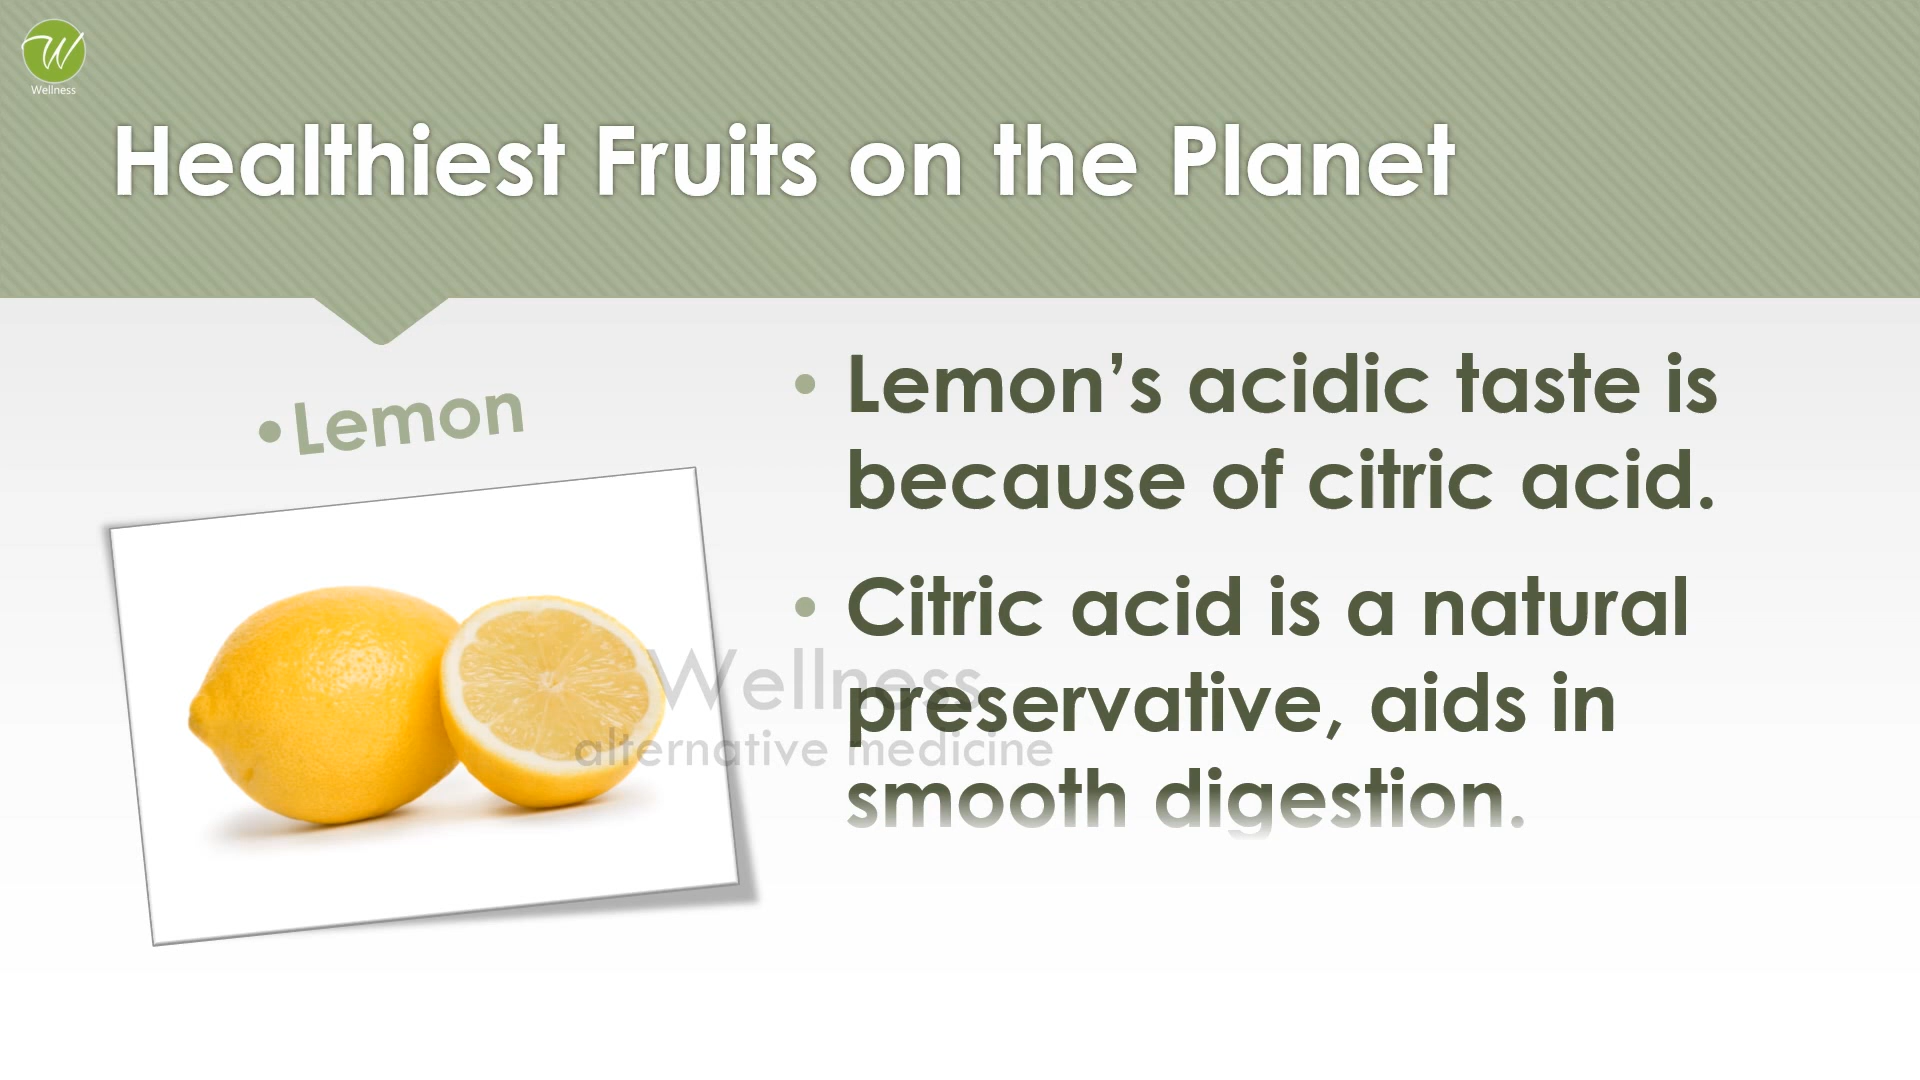 Wellness
Healthiest Fruits on the Planet
•Lemon
• Lemon’s acidic taste is
because of citric acid.
• Citric acid is a natural
preservative, aids in
smooth digestion.
Wellness
alternative medicine